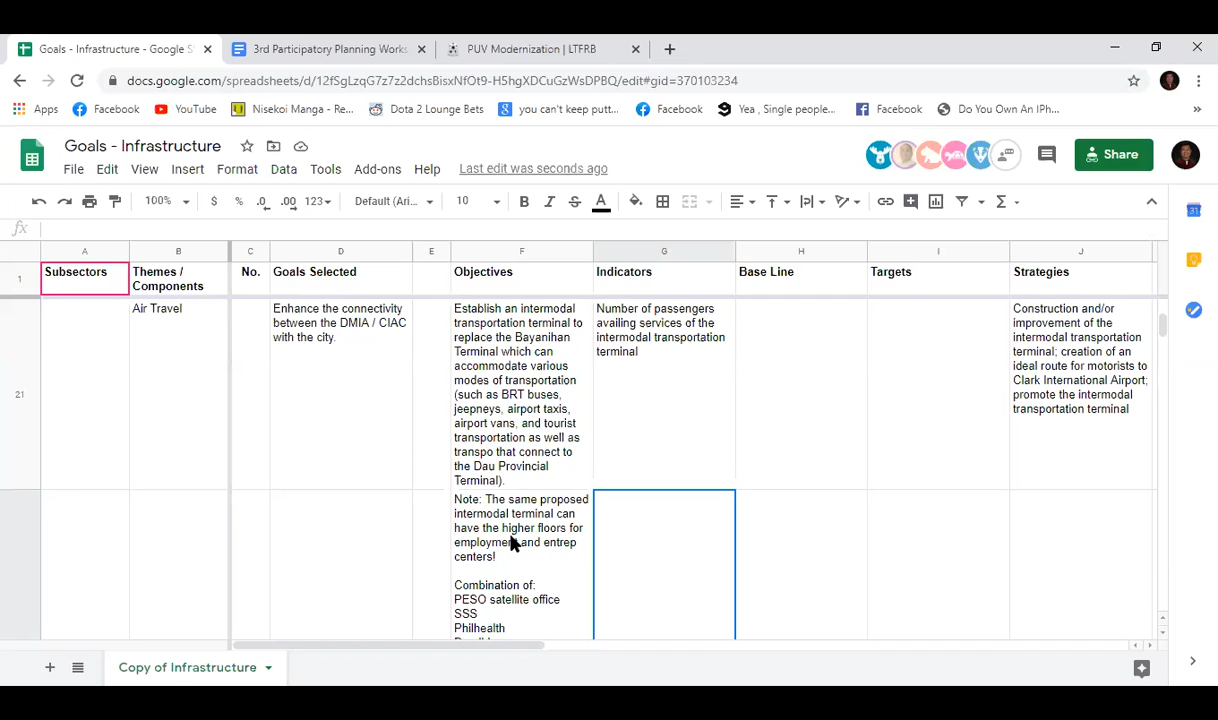 Goals - Infrastructure - Google S
3rd Participatory Planning Works
PUV Modernization | LTFRB
docs.google.com/spreadsheets/d/12fSgLzqG7z7z2dchsBisxNfOt9-H5hgXDCuGzWsDPBQ/edit#gid=370103234
Apps Facebook YouTube Nisekoi Manga - Re... Dota 2 Lounge Bets you can't keep putt... Facebook Yea , Single people... Facebook Do You Own An IPh... »
Goals - Infrastructure
Share
File Edit View Insert Format Data Tools Add-ons Help Last edit was seconds ago
100% $ % .0 .00 123 Default (Ari... 10 B I S A
fx
A B C D E F G H I J
1 Subsectors Themes / Components No. Goals Selected Objectives Indicators Base Line Targets Strategies
21
Air Travel
Enhance the connectivity
between the DMIA / CIAC
with the city.
Establish an intermodal
transportation terminal to
replace the Bayanihan
Terminal which can
accommodate various
modes of transportation
(such as BRT buses,
jeepneys, airport taxis,
airport vans, and tourist
transportation as well as
transpo that connect to
the Dau Provincial
Terminal).
Number of passengers
availing services of the
intermodal transportation
terminal
Construction and/or
improvement of the
intermodal transportation
terminal; creation of an
ideal route for motorists to
Clark International Airport;
promote the intermodal
transportation terminal
Note: The same proposed
intermodal terminal can
have the higher floors for
employment and entrep
centers!
Combination of:
PESO satellite office
SSS
Philhealth
Copy of Infrastructure